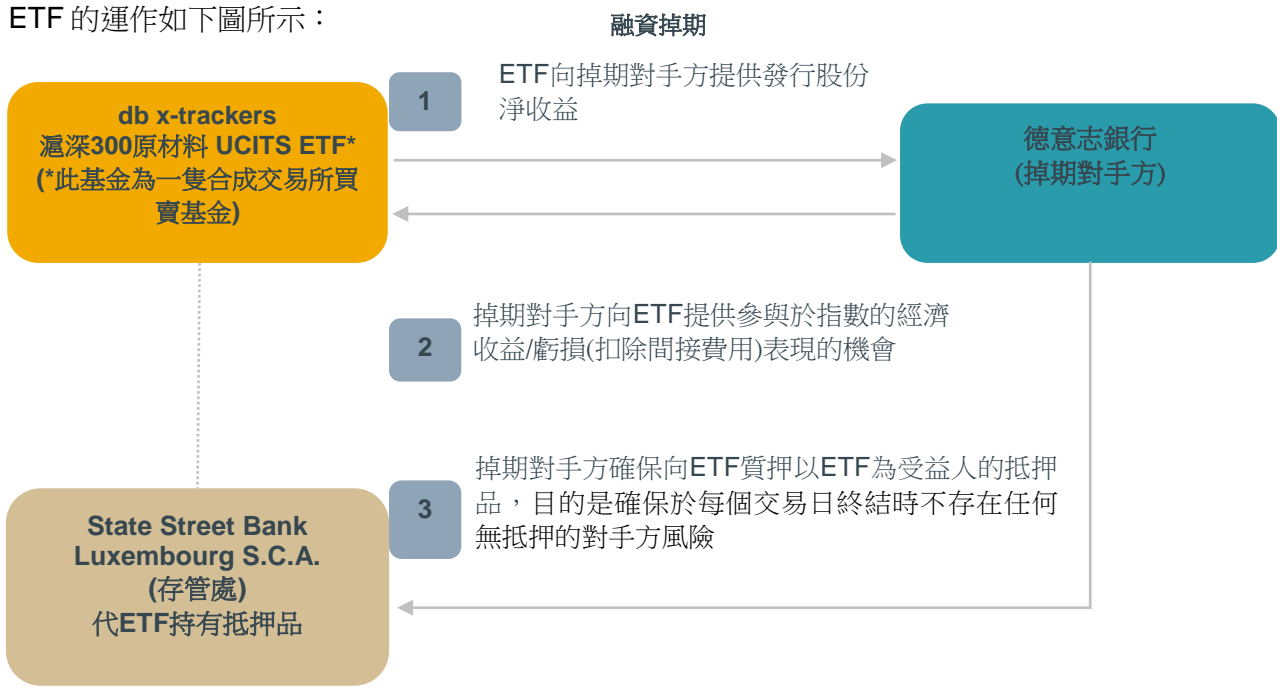 ETF 的運作如下圖所示：
融資掉期
db x-trackers
滬深300原材料 UCITS ETF*
(*此基金為一隻合成交易所買
賣基金)
1
ETF向掉期對手方提供發行股份
淨收益
德意志銀行
(掉期對手方)
2
掉期對手方向ETF提供參與於指數的經濟
收益/虧損(扣除間接費用)表現的機會
3
掉期對手方確保向ETF質押以ETF為受益人的抵押
品，目的是確保於每個交易日終結時不存在任何
無抵押的對手方風險
State Street Bank
Luxembourg S.C.A.
(存管處)
代ETF持有抵押品